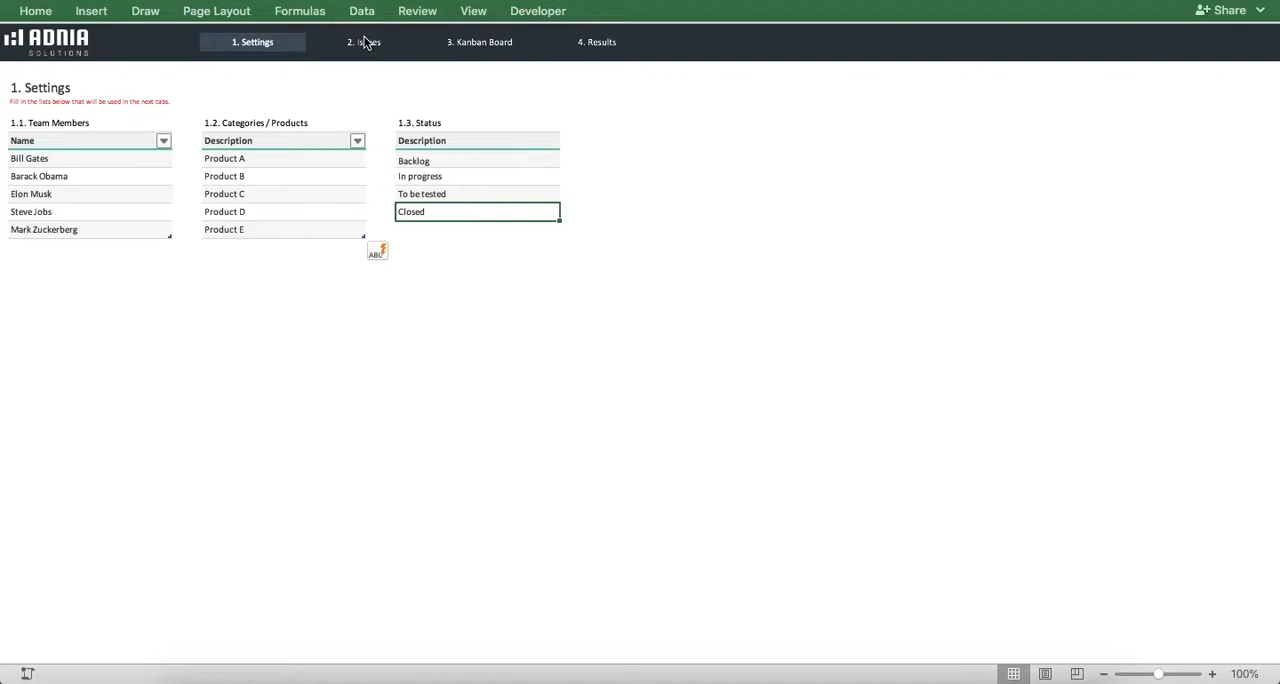 Home Insert Draw Page Layout Formulas Data Review View Developer Share
ADNIA
SOLUTIONS
1. Settings 2. Issues 3. Kanban Board 4. Results
1. Settings
Fill in the lists below that will be used in the next tabs.
1.1. Team Members 1.2. Categories / Products 1.3. Status
Name Description Description
Bill Gates Product A Backlog
Barack Obama Product B In progress
Elon Musk Product C To be tested
Steve Jobs Product D Closed
Mark Zuckerberg Product E
ABC
100%